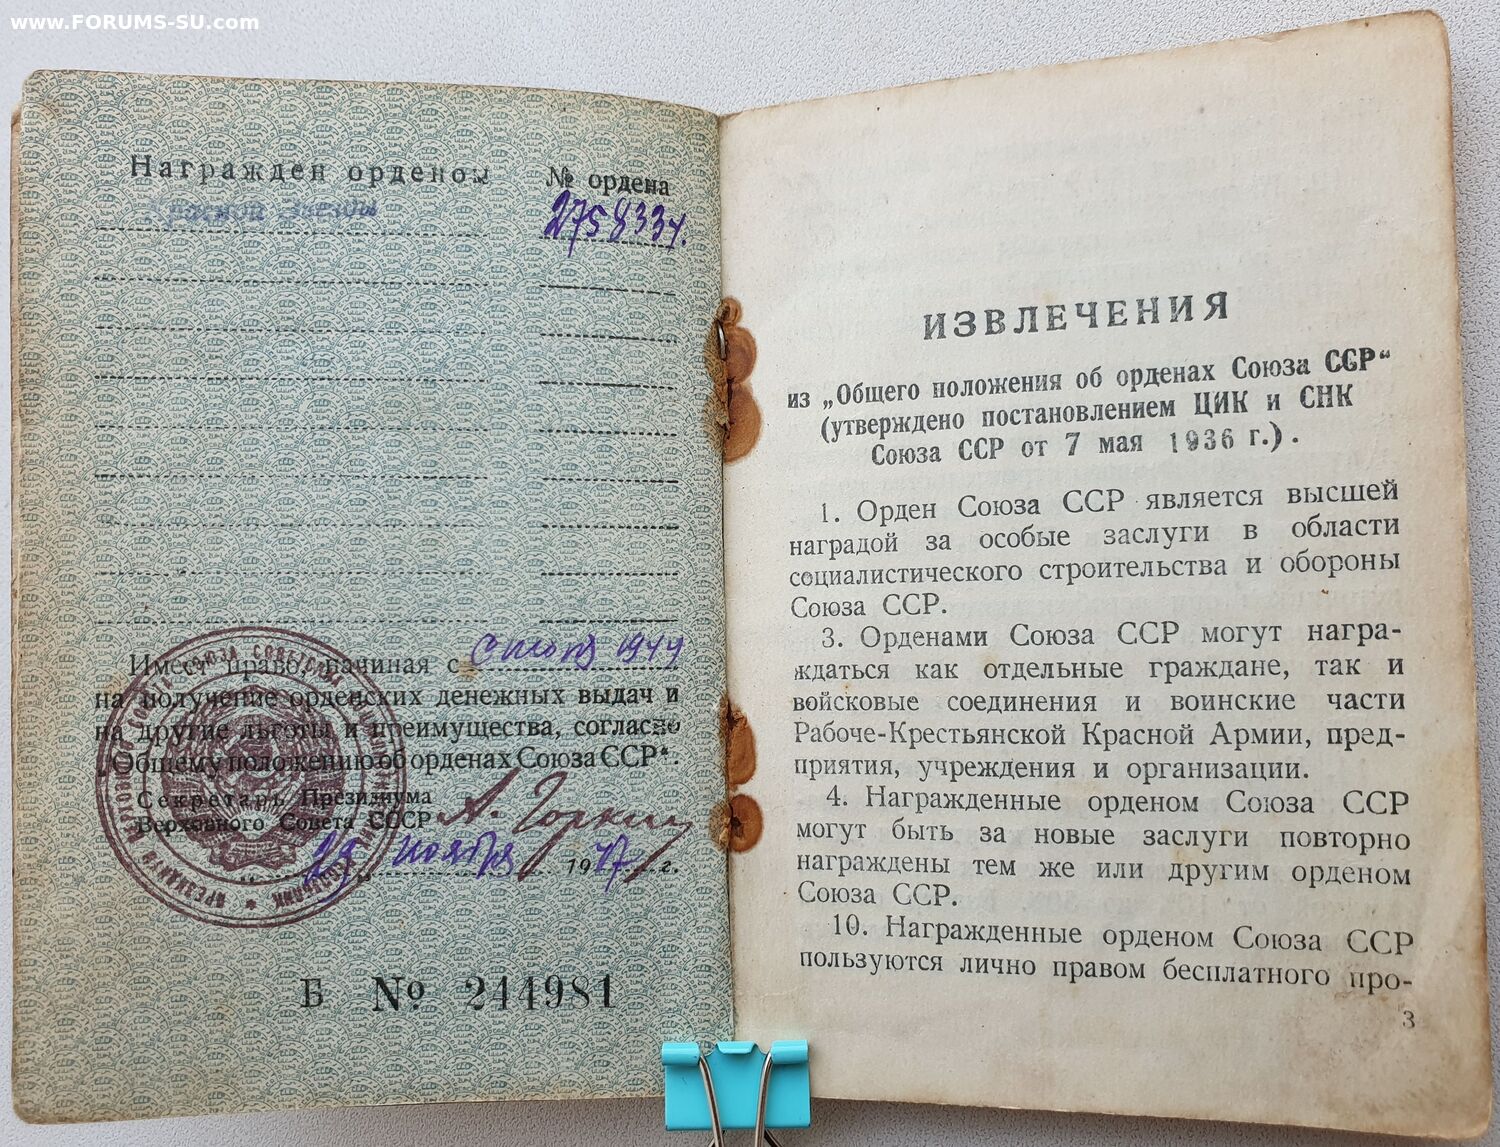 www.FORUMS-SU.com
Награжден орденом № ордена
Красной Звезды 2758334.
Имеет право, начиная с с июня 1944
на получение орденских денежных выдач и
на другие льготы и преимущества, согласно
„Общему положению об орденах Союза ССР“.
Секретарь Президиума
Верховного Совета СССР А. Горкин
29 ноября 1947 г.
Б № 244981
ИЗВЛЕЧЕНИЯ
из „Общего положения об орденах Союза ССР“
(утверждено постановлением ЦИК и СНК
Союза ССР от 7 мая 1936 г.).
1. Орден Союза ССР является высшей
наградой за особые заслуги в области
социалистического строительства и обороны
Союза ССР.
3. Орденами Союза ССР могут награ-
ждаться как отдельные граждане, так и
войсковые соединения и воинские части
Рабоче-Крестьянской Красной Армии, пред-
приятия, учреждения и организации.
4. Награжденные орденом Союза ССР
могут быть за новые заслуги повторно
награждены тем же или другим орденом
Союза ССР.
10. Награжденные орденом Союза ССР
пользуются лично правом бесплатного про-
3